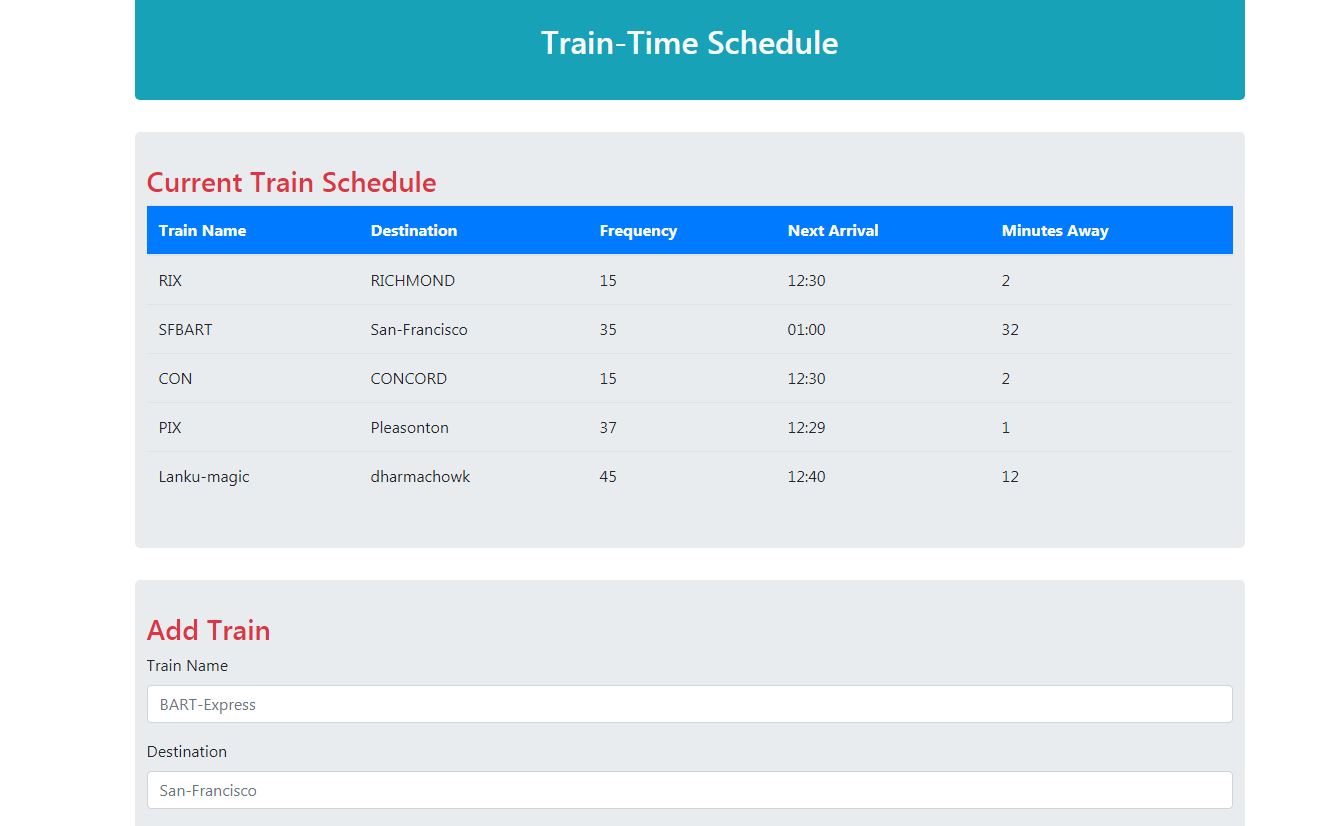 Train-Time Schedule
Current Train Schedule
Train Name Destination Frequency Next Arrival Minutes Away
RIX RICHMOND 15 12:30 2
SFBART San-Francisco 35 01:00 32
CON CONCORD 15 12:30 2
PIX Pleasonton 37 12:29 1
Lanku-magic dharmachowk 45 12:40 12
Add Train
Train Name
BART-Express
Destination
San-Francisco